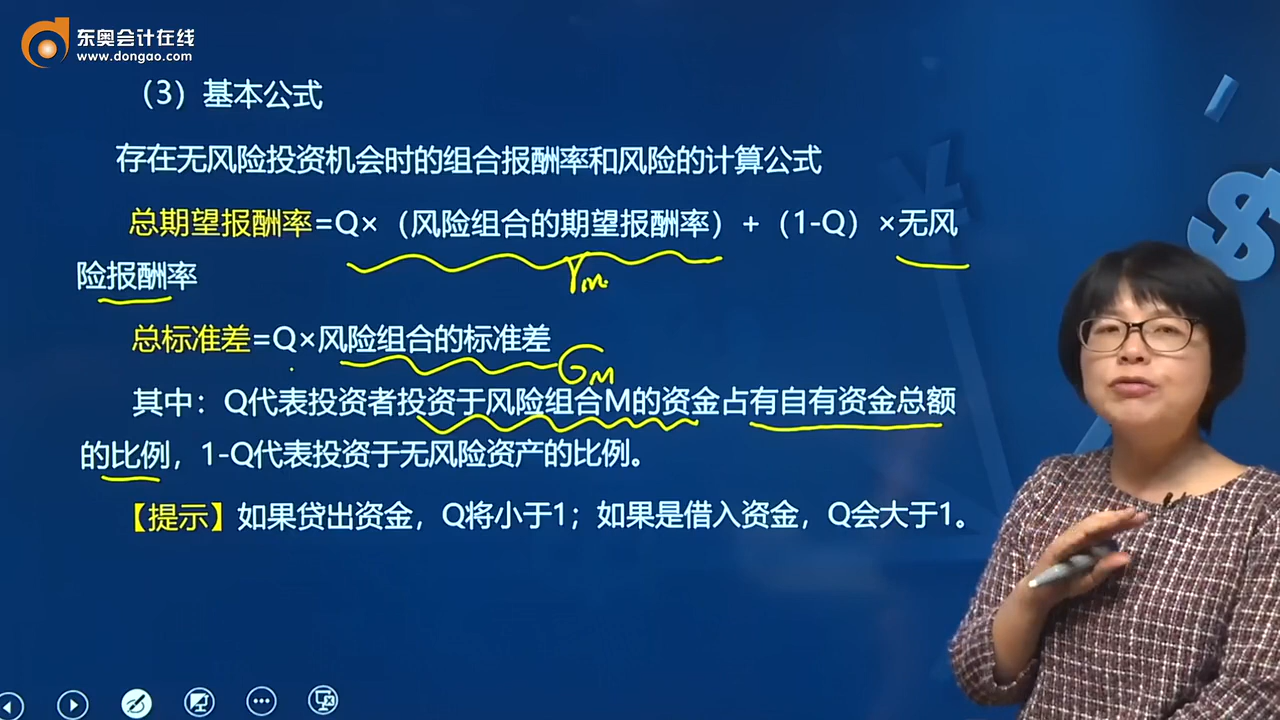 东奥会计在线
www.dongao.com
（3）基本公式
存在无风险投资机会时的组合报酬率和风险的计算公式
总期望报酬率=Q×（风险组合的期望报酬率）+（1-Q）×无风
险报酬率
rm
总标准差=Q×风险组合的标准差
σM
其中：Q代表投资者投资于风险组合M的资金占有自有资金总额
的比例，1-Q代表投资于无风险资产的比例。
【提示】如果贷出资金，Q将小于1；如果是借入资金，Q会大于1。